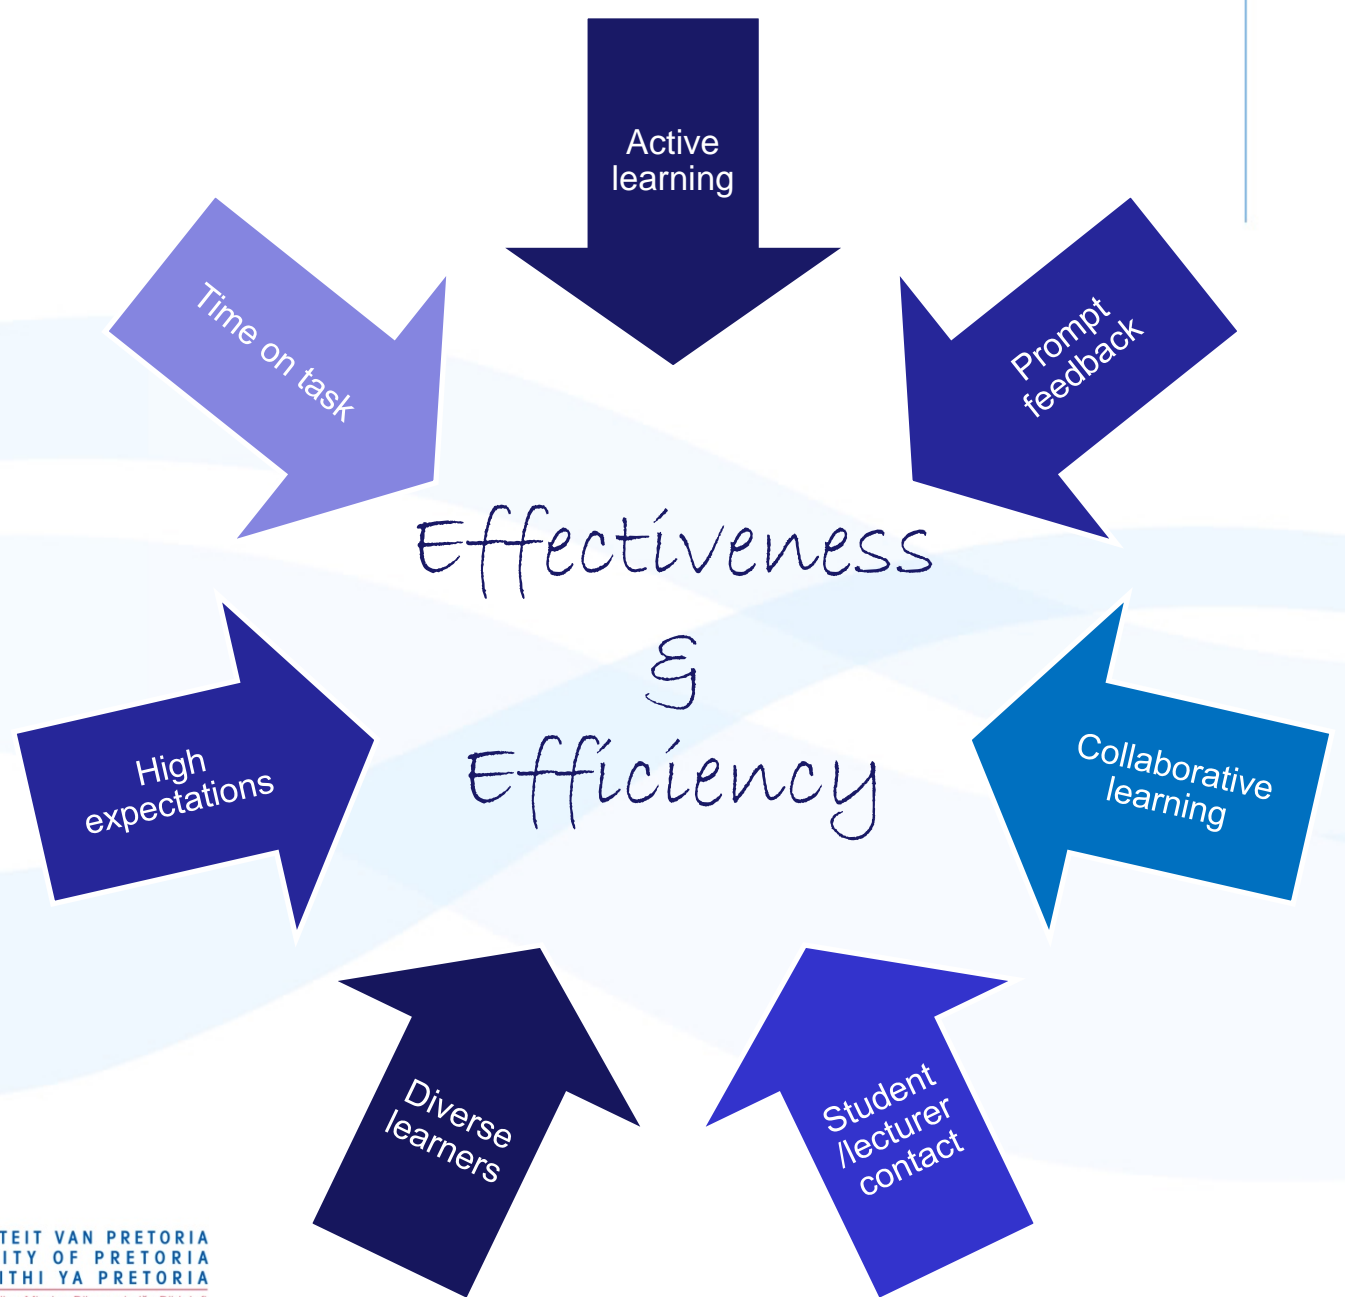 Active
learning
Prompt
feedback
Collaborative
learning
Student
/lecturer
contact
Diverse
learners
High
expectations
Time on task
Effectiveness
&
Efficiency
TEIT VAN PRETORIA
ITY OF PRETORIA
ITHI YA PRETORIA